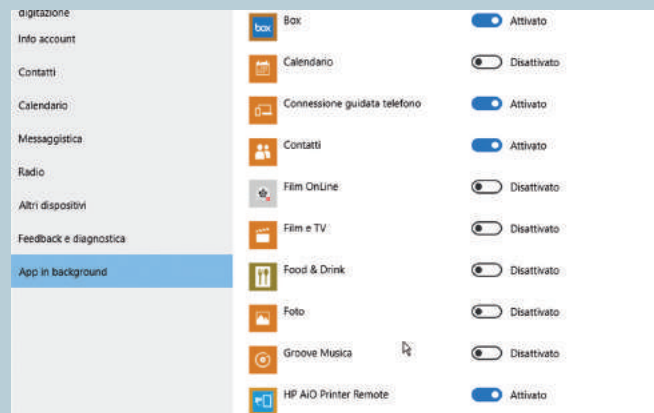 digitazione
Info account
Contatti
Calendario
Messaggistica
Radio
Altri dispositivi
Feedback e diagnostica
App in background
box Box Attivato
Calendario Disattivato
Connessione guidata telefono Attivato
Contatti Attivato
Film OnLine Disattivato
Film e TV Disattivato
Food & Drink Disattivato
Foto Disattivato
Groove Musica Disattivato
HP AiO Printer Remote Attivato